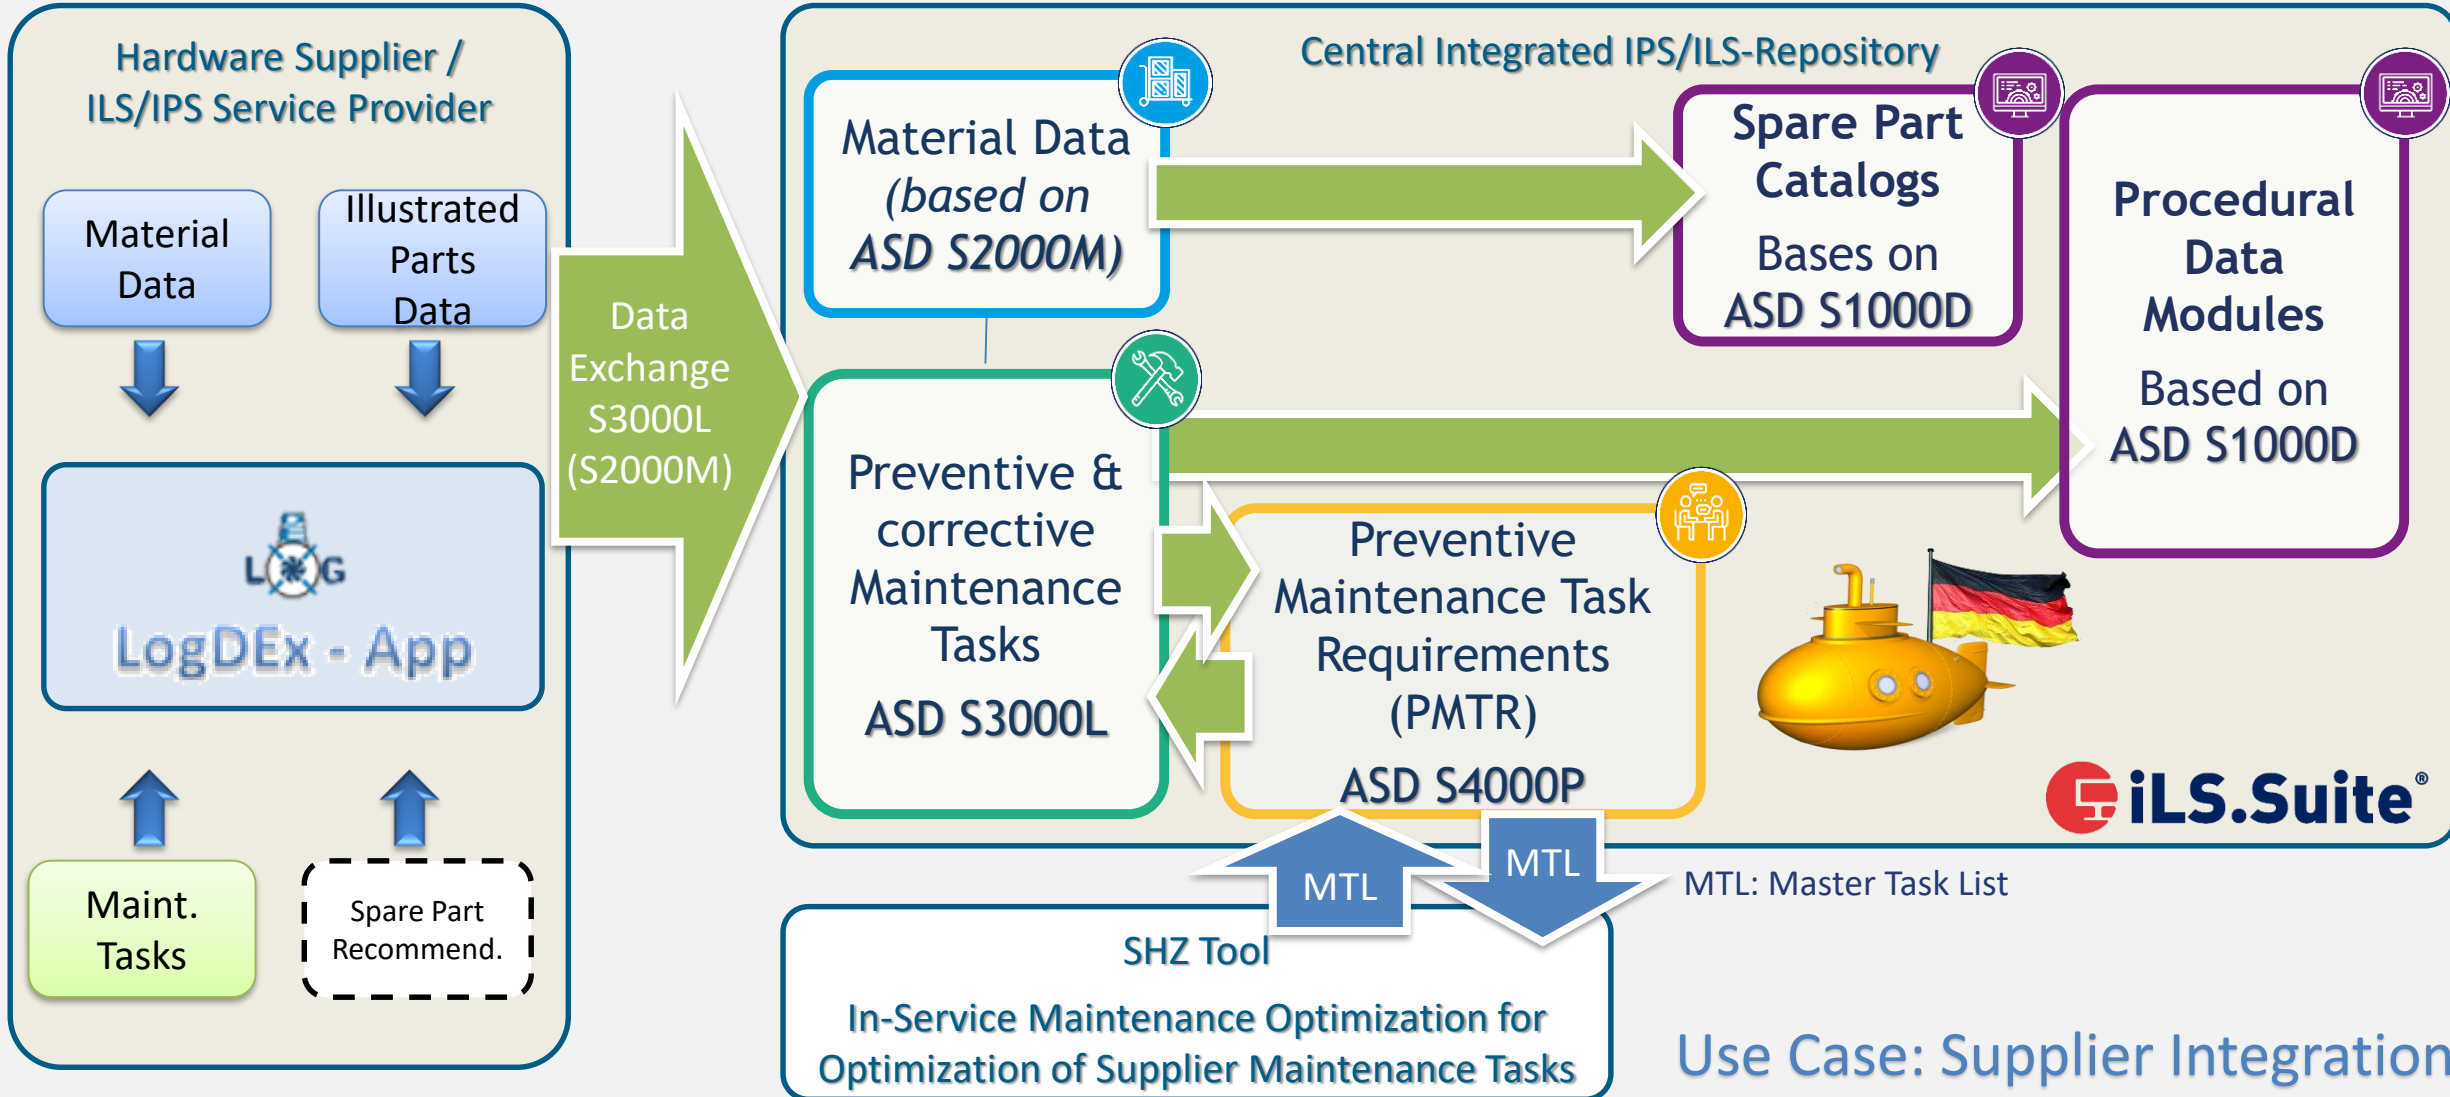 Hardware Supplier /
ILS/IPS Service Provider
Material
Data
Illustrated
Parts
Data
L G
LogDEx - App
Maint.
Tasks
Spare Part
Recommend.
Data
Exchange
S3000L
(S2000M)
Central Integrated IPS/ILS-Repository
Material Data
(based on
ASD S2000M)
Spare Part
Catalogs
Bases on
ASD S1000D
Procedural
Data
Modules
Based on
ASD S1000D
Preventive &
corrective
Maintenance
Tasks
ASD S3000L
Preventive
Maintenance Task
Requirements
(PMTR)
ASD S4000P
iLS.Suite®
MTL
MTL
MTL: Master Task List
SHZ Tool
In-Service Maintenance Optimization for
Optimization of Supplier Maintenance Tasks
Use Case: Supplier Integration